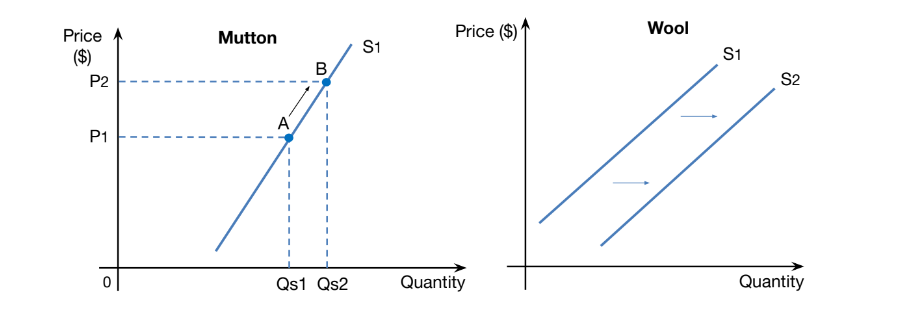 Mutton
Price
($)
S1
P2
B
P1
A
0
Qs1 Qs2
Quantity
Wool
Price ($)
S1
S2
Quantity